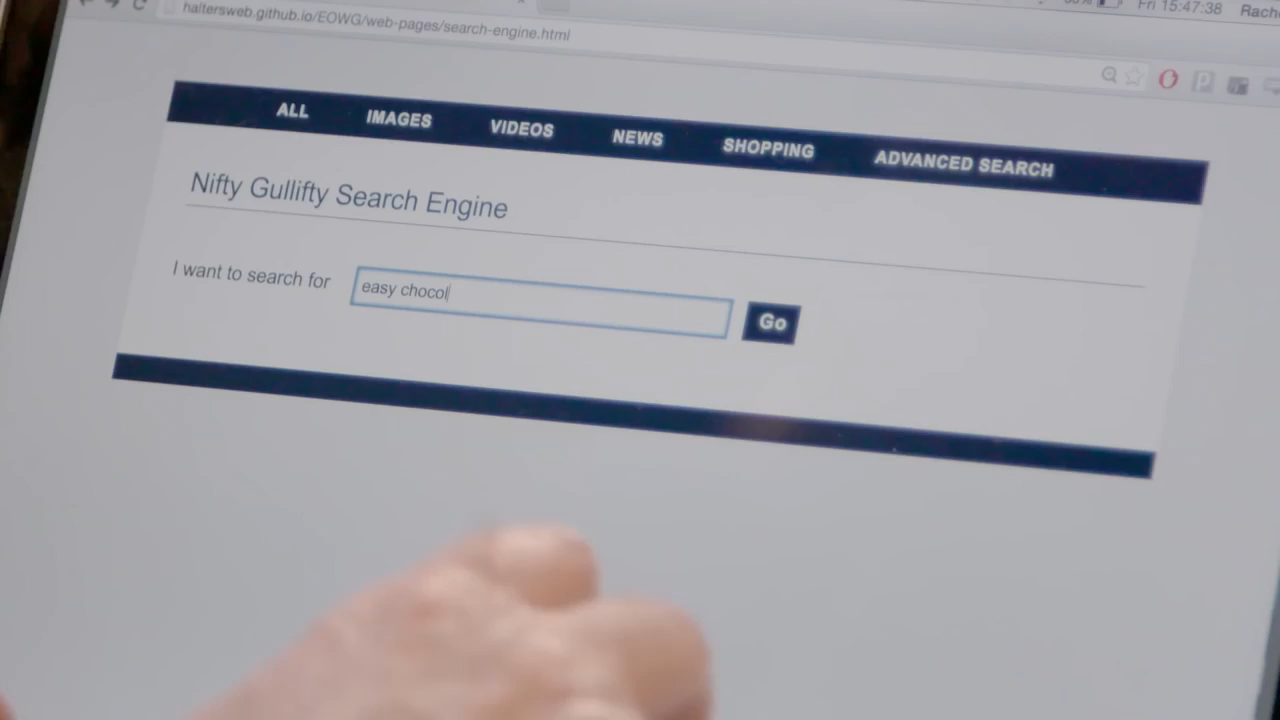 Fri 15:47:38
haltersweb.github.io/EOWG/web-pages/search-engine.html
ALL IMAGES VIDEOS NEWS SHOPPING ADVANCED SEARCH
Nifty Gullifty Search Engine
I want to search for easy chocol Go